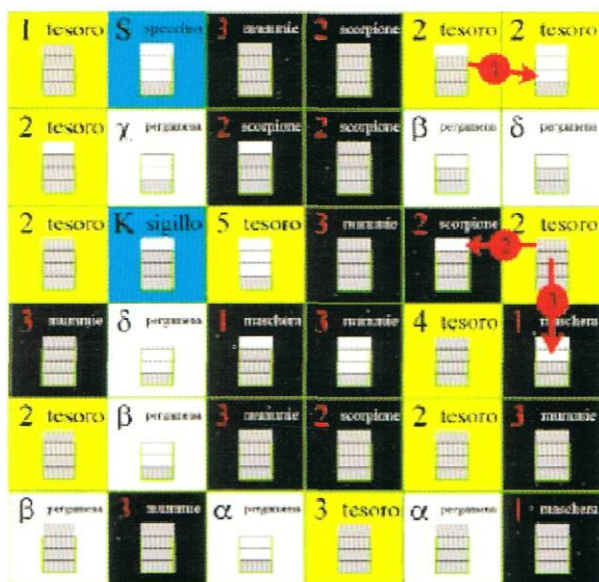 1 tesoro S specchio 3 mummie 2 scorpione 2 tesoro 2 tesoro
1
2 tesoro χ pergamena 2 scorpione 2 scorpione β pergamena δ pergamena
2 tesoro K sigillo 5 tesoro 3 mummie 2 scorpione 2 tesoro
2
3 mummie δ pergamena 1 maschera 3 mummie 4 tesoro 1 maschera
2 tesoro β pergamena 3 mummie 2 scorpione 2 tesoro 3 mummie
β pergamena 3 mummie α pergamena 3 tesoro α pergamena 1 maschera